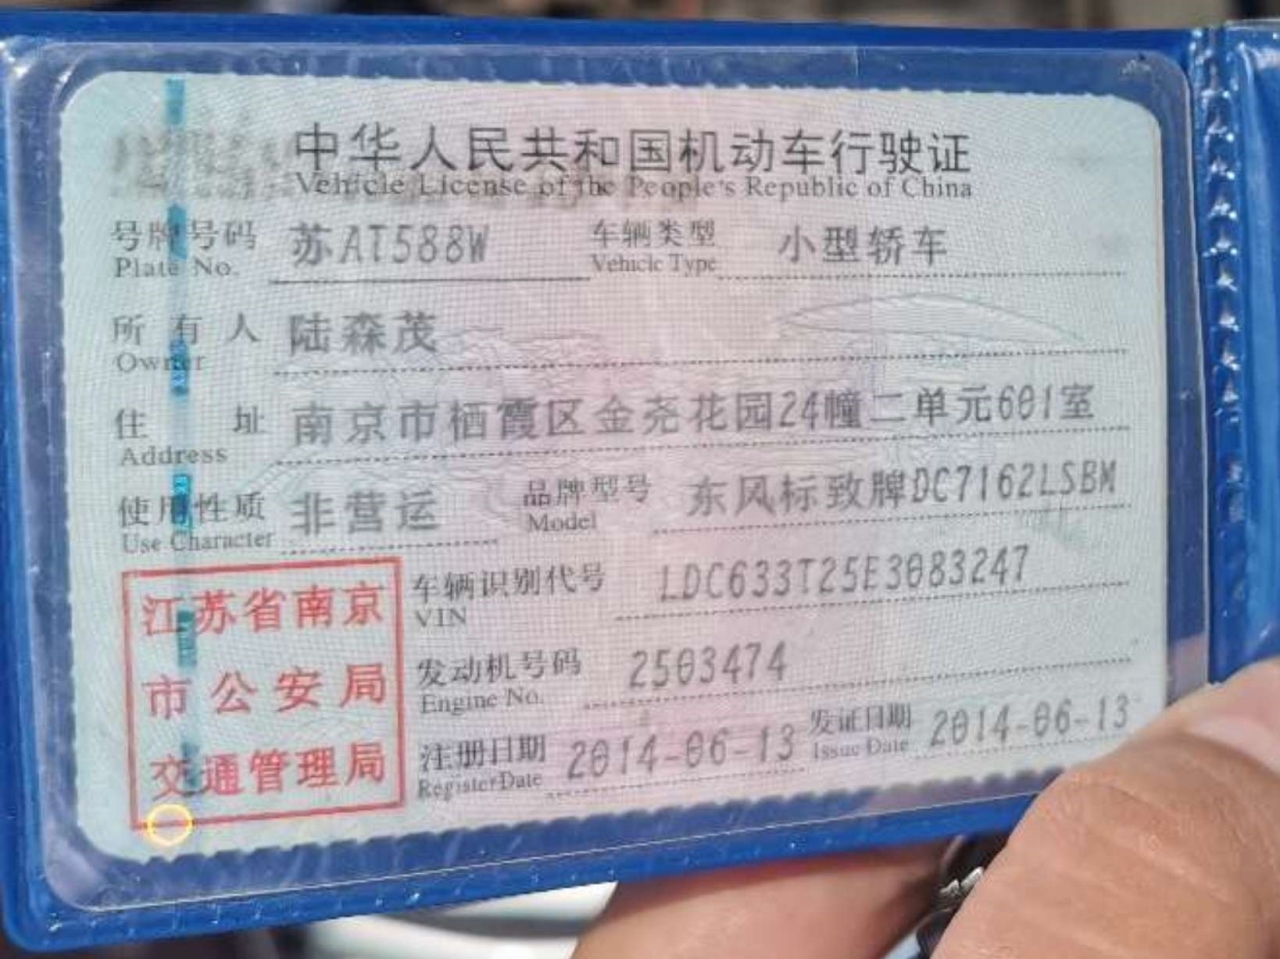 中华人民共和国机动车行驶证
Vehicle License of the People's Republic of China
号牌号码 苏AT588W 车辆类型 小型轿车
Plate No. Vehicle Type
所有人 陆森茂
Owner
住址 南京市栖霞区金尧花园24幢二单元601室
Address
使用性质 非营运 品牌型号 东风标致牌DC7162LSBM
Use Character Model
车辆识别代号 LDC633T25E3083247
VIN
发动机号码 2503474
Engine No.
注册日期 2014-06-13 发证日期 2014-06-13
Register Date Issue Date
江苏省南京
市公安局
交通管理局